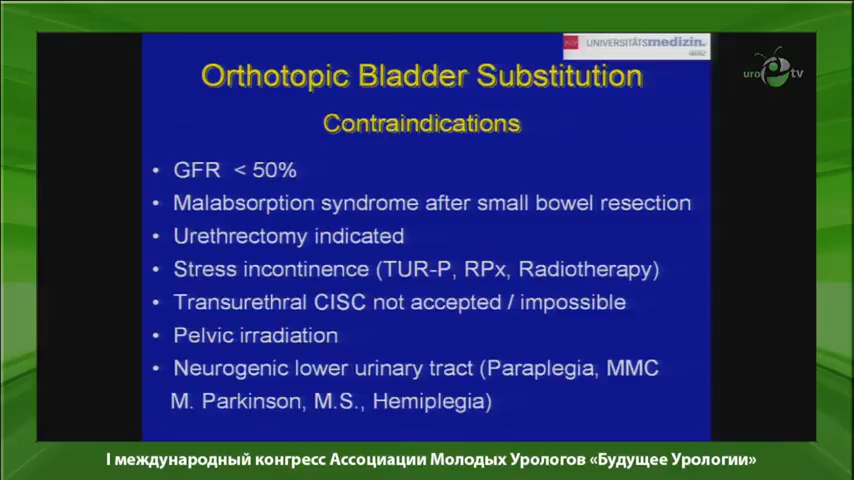 UNIVERSITÄTSmedizin.
uro tv
Orthotopic Bladder Substitution
Contraindications
• GFR < 50%
• Malabsorption syndrome after small bowel resection
• Urethrectomy indicated
• Stress incontinence (TUR-P, RPx, Radiotherapy)
• Transurethral CISC not accepted / impossible
• Pelvic irradiation
• Neurogenic lower urinary tract (Paraplegia, MMC
M. Parkinson, M.S., Hemiplegia)
I международный конгресс Ассоциации Молодых Урологов «Будущее Урологии»